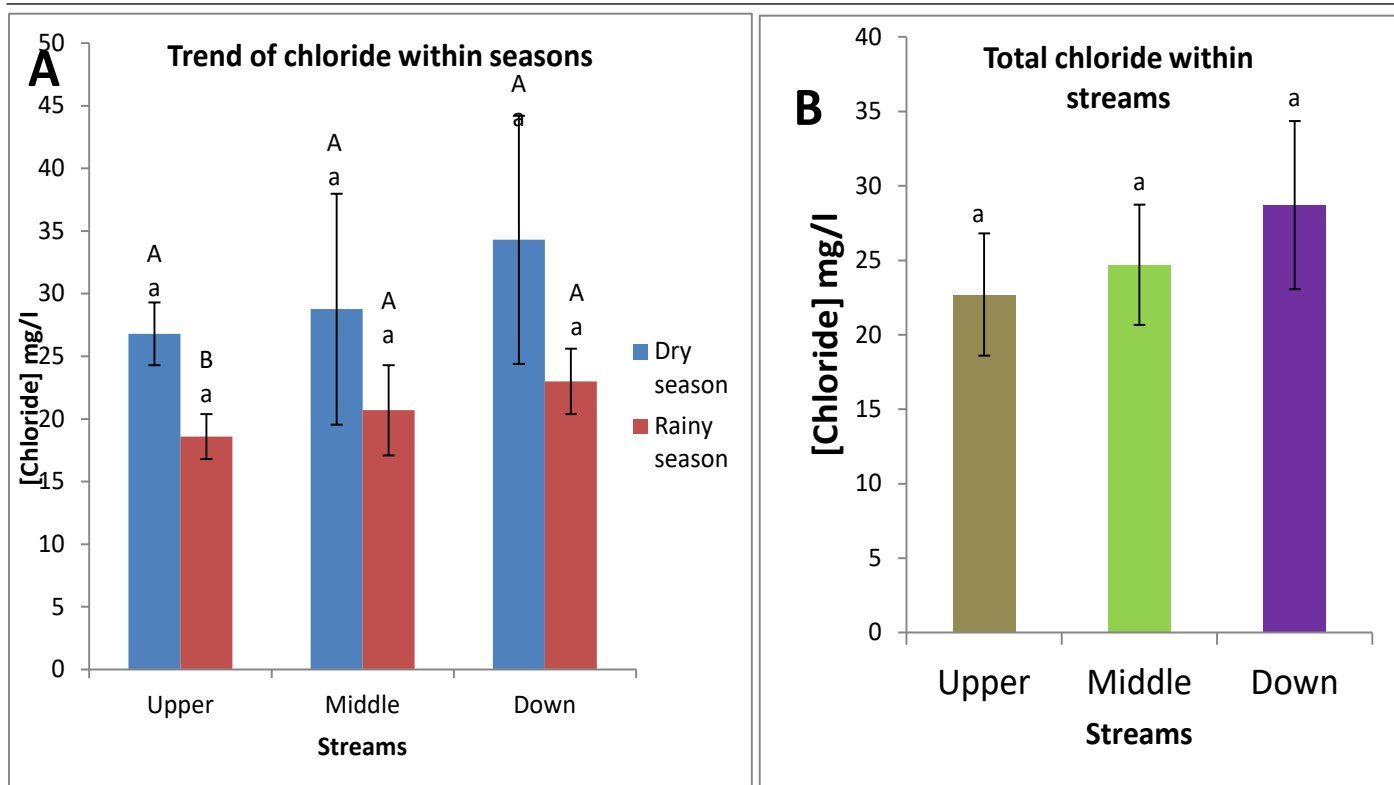 A
Trend of chloride within seasons
[Chloride] mg/l
50
45
40
35
30
25
20
15
10
5
0
A
a
B
a
A
a
A
a
A
a
A
a
Dry
season
Rainy
season
Upper
Middle
Down
Streams
B
Total chloride within
streams
[Chloride] mg/l
40
35
30
25
20
15
10
5
0
a
a
a
Upper
Middle
Down
Streams